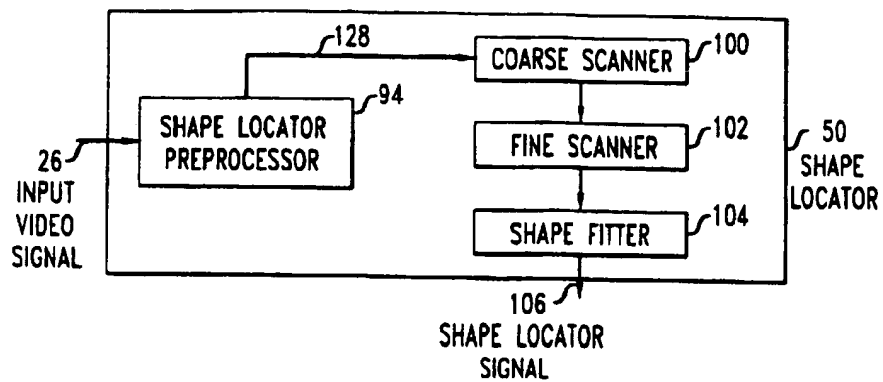 128
COARSE SCANNER
100
94
SHAPE LOCATOR
PREPROCESSOR
FINE SCANNER
102
50
SHAPE
LOCATOR
26
INPUT
VIDEO
SIGNAL
SHAPE FITTER
104
106
SHAPE LOCATOR
SIGNAL